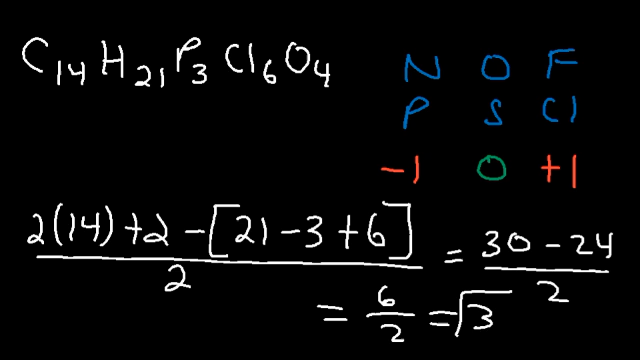 C₁₄H₂₁P₃Cl₆O₄
N O F
P S Cl
-1 0 +1
2(14)+2-[21-3+6] / 2 = 30-24 / 2
= 6/2 = √3